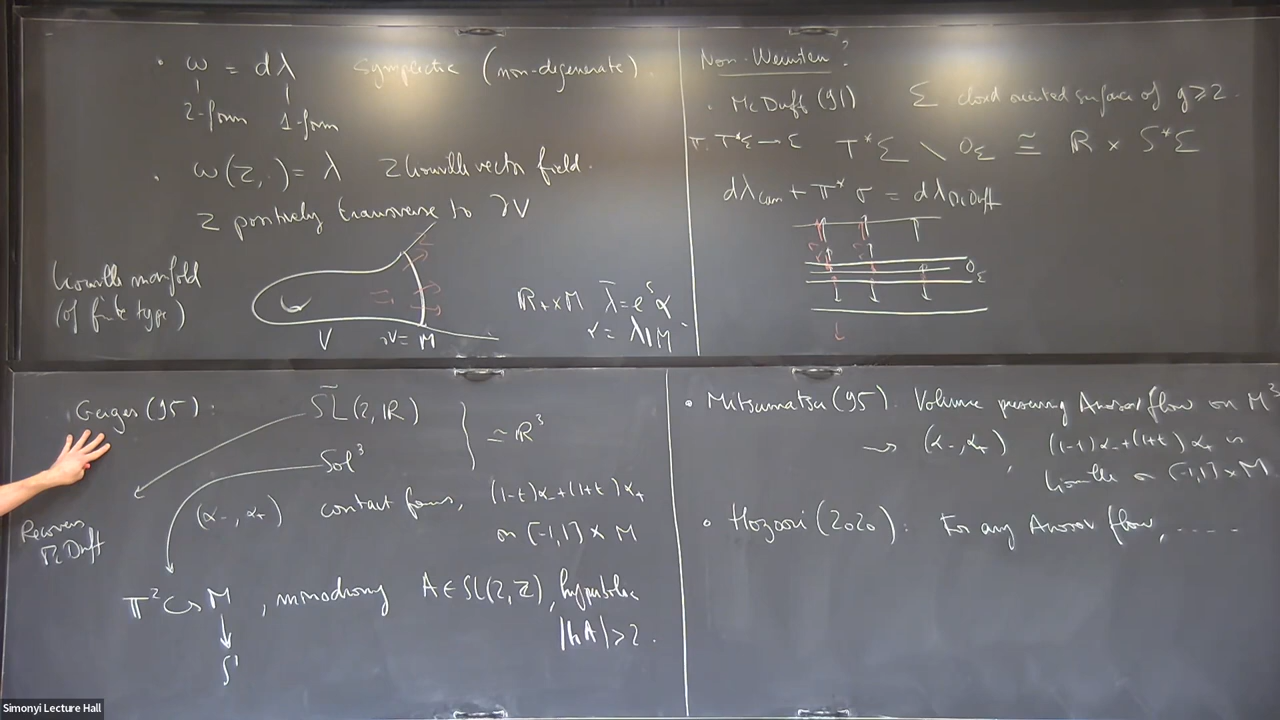 • ω = dλ symplectic (non-degenerate).
2-form 1-form
• ω(Z,·) = λ Z Liouville vector field.
Z positively transverse to ∂V
Liouville manifold
(of finite type)
V ∂V = M
ℝ₊ × M λ̄ = eˢα
α = λ|M
Non-Weinstein?
• McDuff (91) Σ closed oriented surface of g ≥ 2.
π: T*Σ → Σ T*Σ \ 0_Σ ≅ ℝ × S*Σ
dλ_can + π*σ = dλ_McDuff
0_Σ
Geiges (95):
S̃L(2,ℝ)
Sol³
≃ ℝ³
Recovers
McDuff
(α₋, α₊) contact forms, (1-t)α₋ + (1+t)α₊
on [-1,1] × M
𝕋² ↪ M, monodromy A ∈ SL(2,ℤ), hyperbolic
|trA| > 2.
S¹
• Mitsumatsu (95). Volume preserving Anosov flow on M³
⇝ (α₋, α₊), (1-t)α₋ + (1+t)α₊ is
Liouville on [-1,1] × M
• Hozoori (2020): For any Anosov flow, .....
Simonyi Lecture Hall